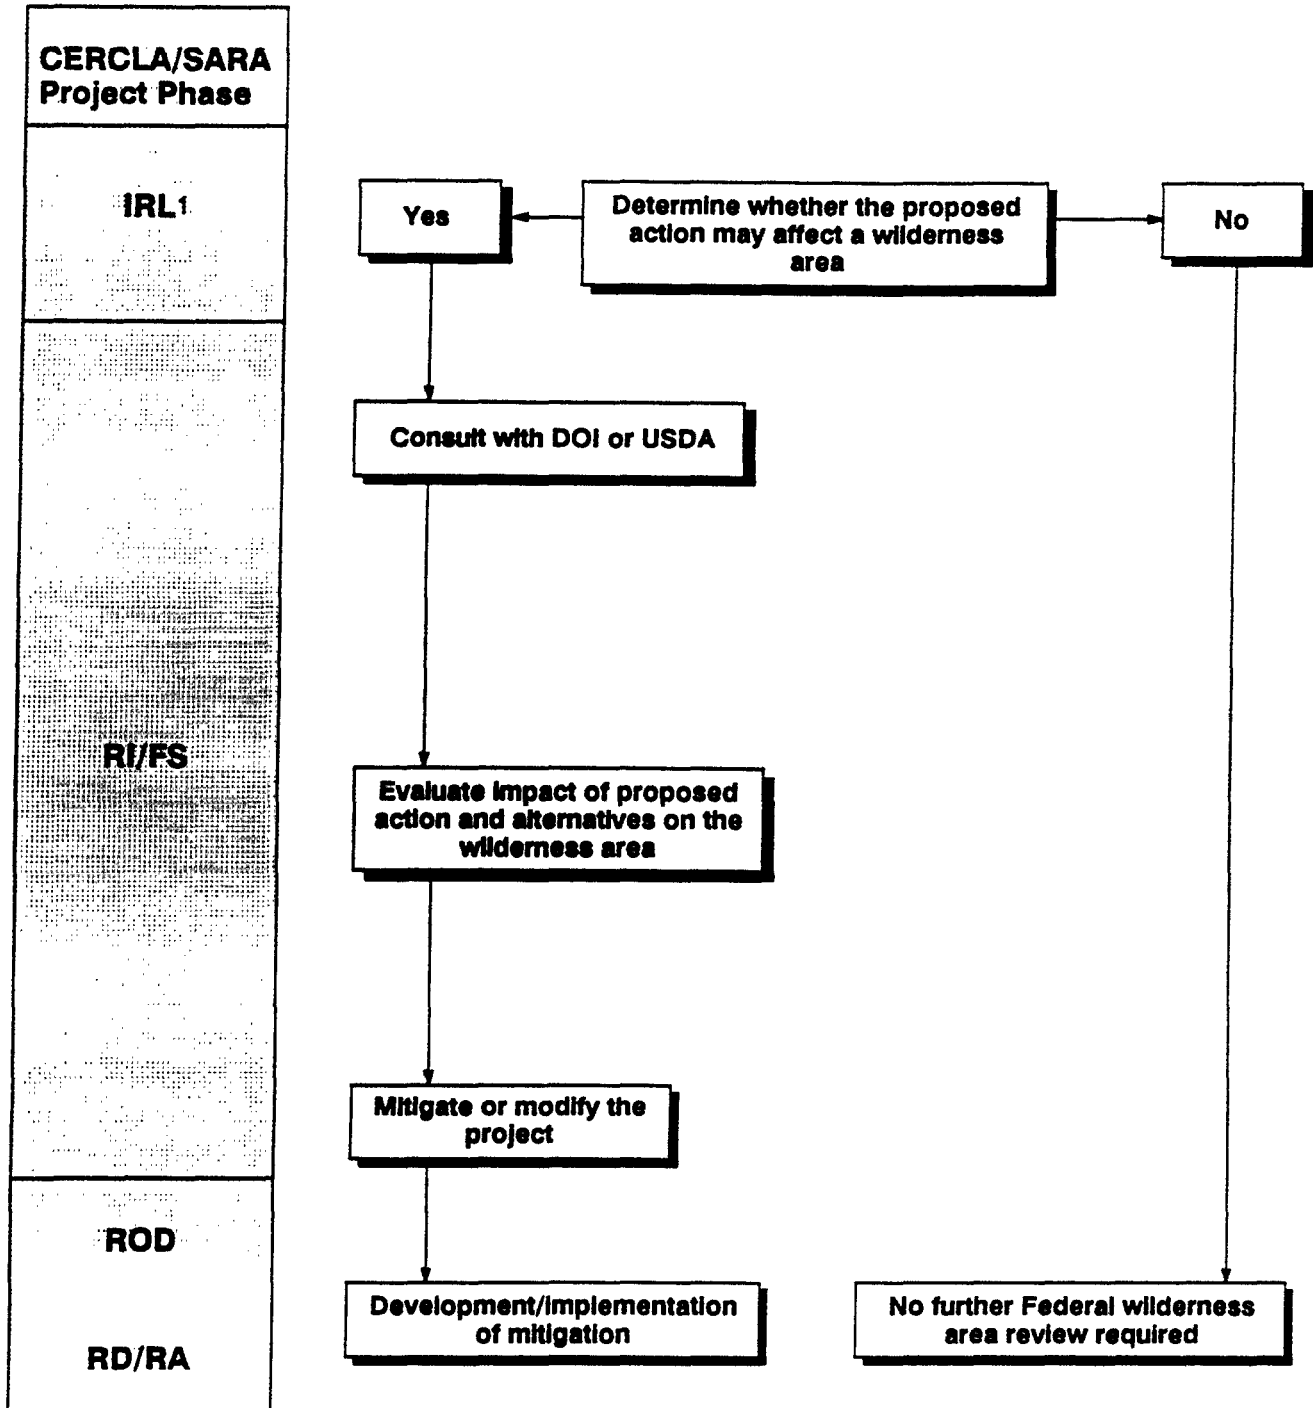 CERCLA/SARA
Project Phase
IRL1
Yes
Determine whether the proposed
action may affect a wilderness
area
No
Consult with DOI or USDA
RI/FS
Evaluate impact of proposed
action and alternatives on the
wilderness area
Mitigate or modify the
project
ROD
Development/implementation
of mitigation
No further Federal wilderness
area review required
RD/RA